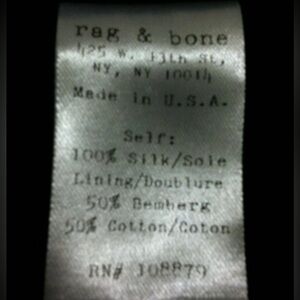 rag & bone
425 W. 13th St,
NY, NY 10014
Made in U.S.A.
Self:
100% Silk/Soie
Lining/Doublure
50% Bemberg
50% Cotton/Coton
RN# 108879